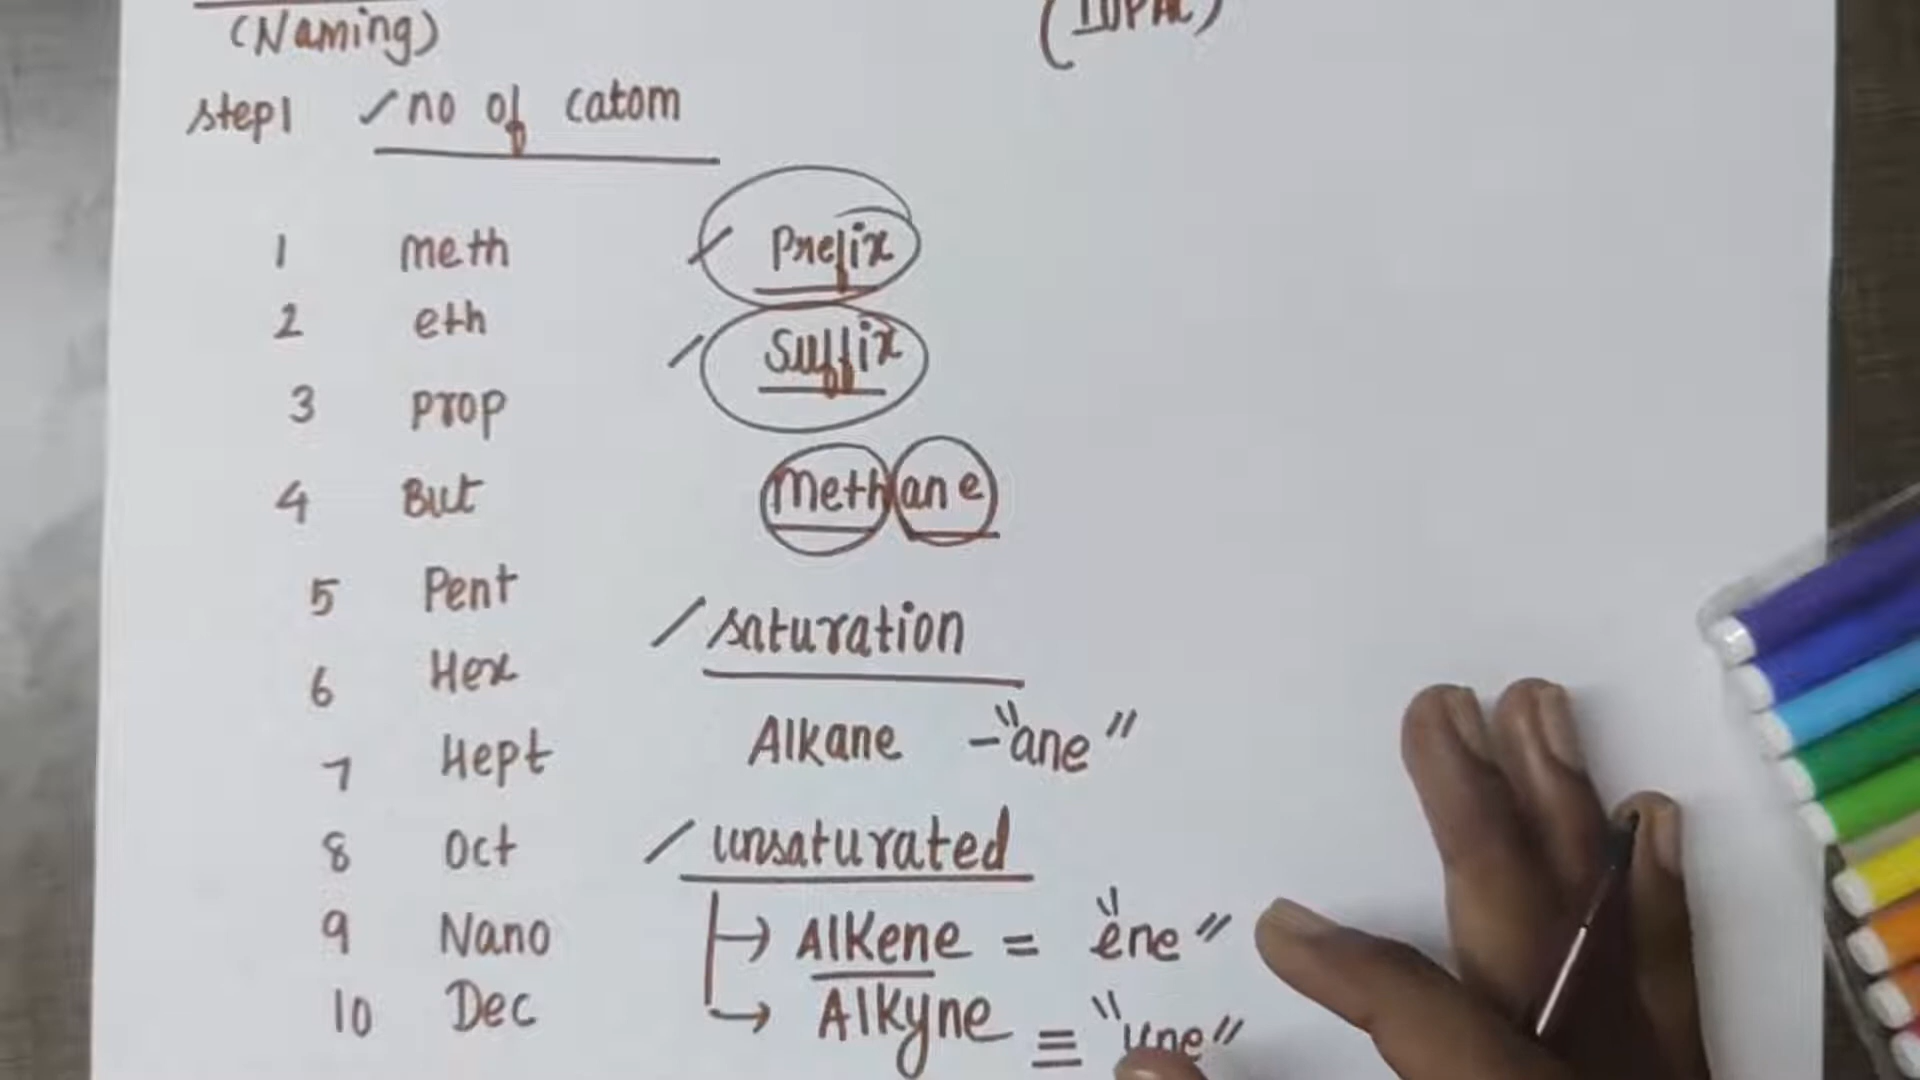 (Naming)
(IUPAC)
step1 no of catom
1 meth
2 eth
3 prop
4 But
5 Pent
6 Hex
7 Hept
8 Oct
9 Nano
10 Dec
Prefix
Suffix
Methane
saturation
Alkane - "ane"
unsaturated
Alkene = "ene"
Alkyne ≡ "yne"